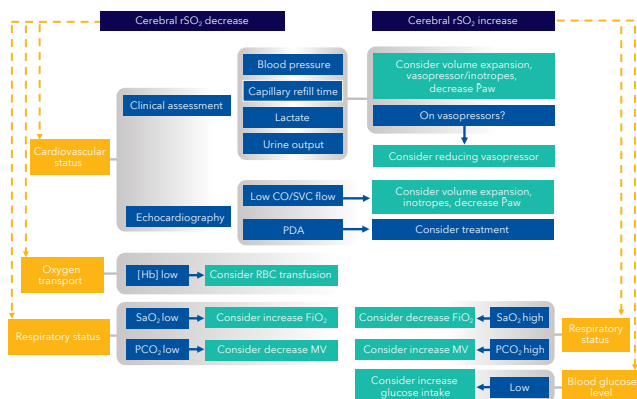 Cerebral rSO₂ decrease
Cerebral rSO₂ increase
Blood pressure
Capillary refill time
Lactate
Urine output
Clinical assessment
Consider volume expansion,
vasopressor/inotropes,
decrease Paw
On vasopressors?
Consider reducing vasopressor
Cardiovascular
status
Echocardiography
Low CO/SVC flow
Consider volume expansion,
inotropes, decrease Paw
PDA
Consider treatment
Oxygen
transport
[Hb] low
Consider RBC transfusion
Respiratory status
SaO₂ low
Consider increase FiO₂
PCO₂ low
Consider decrease MV
Consider decrease FiO₂
SaO₂ high
Consider increase MV
PCO₂ high
Respiratory
status
Consider increase
glucose intake
Low
Blood glucose
level